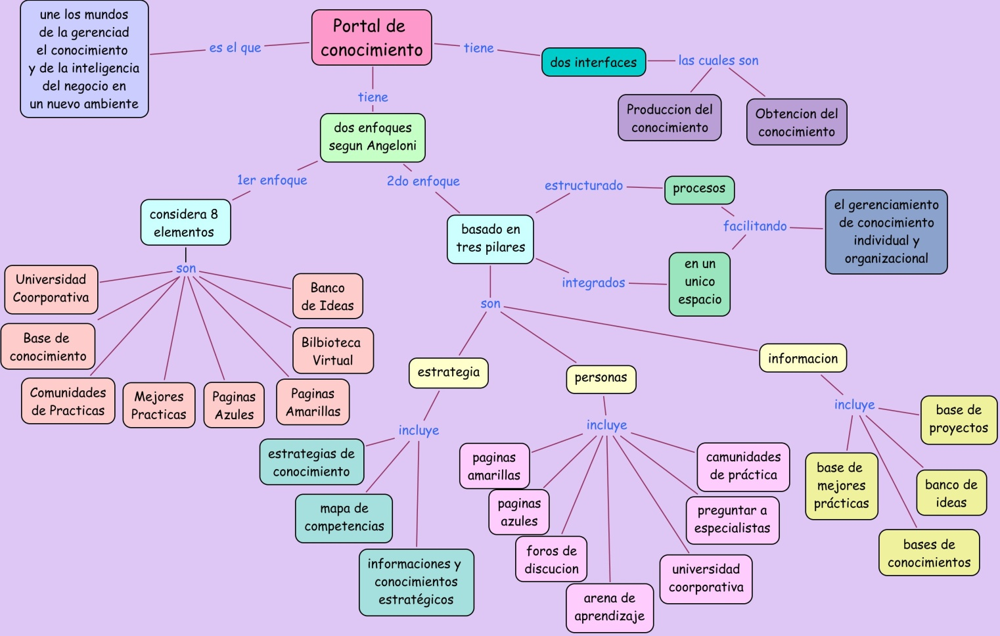 une los mundos
de la gerenciad
el conocimiento
y de la inteligencia
del negocio en
un nuevo ambiente
es el que
Portal de
conocimiento
tiene
dos interfaces
las cuales son
Produccion del
conocimiento
Obtencion del
conocimiento
tiene
dos enfoques
segun Angeloni
1er enfoque
2do enfoque
considera 8
elementos
son
Universidad
Coorporativa
Base de
conocimiento
Comunidades
de Practicas
Mejores
Practicas
Paginas
Azules
Paginas
Amarillas
Bilbioteca
Virtual
Banco
de Ideas
basado en
tres pilares
estructurado
procesos
integrados
en un
unico
espacio
facilitando
el gerenciamiento
de conocimiento
individual y
organizacional
son
estrategia
incluye
estrategias de
conocimiento
mapa de
competencias
informaciones y
conocimientos
estratégicos
personas
incluye
paginas
amarillas
paginas
azules
foros de
discucion
arena de
aprendizaje
universidad
coorporativa
preguntar a
especialistas
camunidades
de práctica
informacion
incluye
base de
mejores
prácticas
bases de
conocimientos
banco de
ideas
base de
proyectos